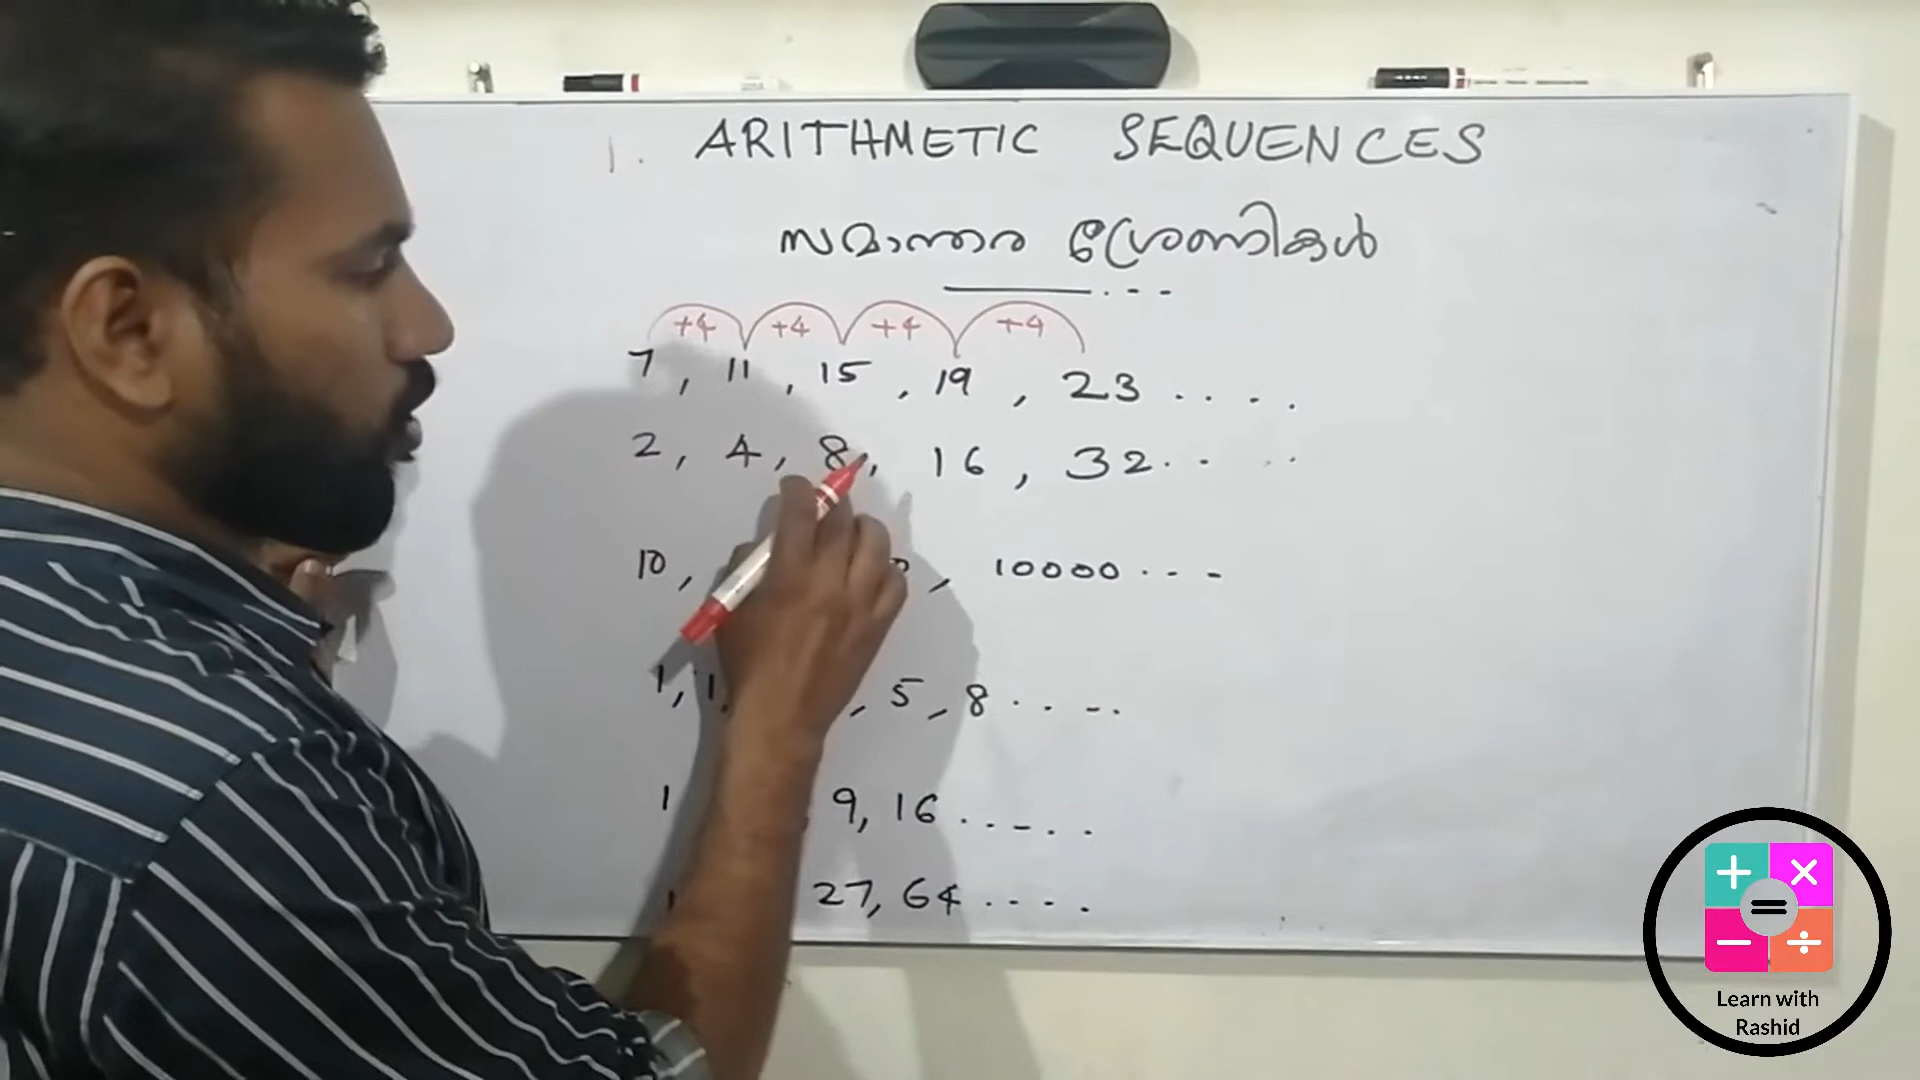 1. ARITHMETIC SEQUENCES
സമാന്തര ശ്രേണികൾ
+4 +4 +4 +4
7, 11, 15, 19, 23....
2, 4, 8, 16, 32....
10, , 10000...
1, 1, , 5, 8....
1 , 9, 16.....
1 27, 64....
Learn with
Rashid